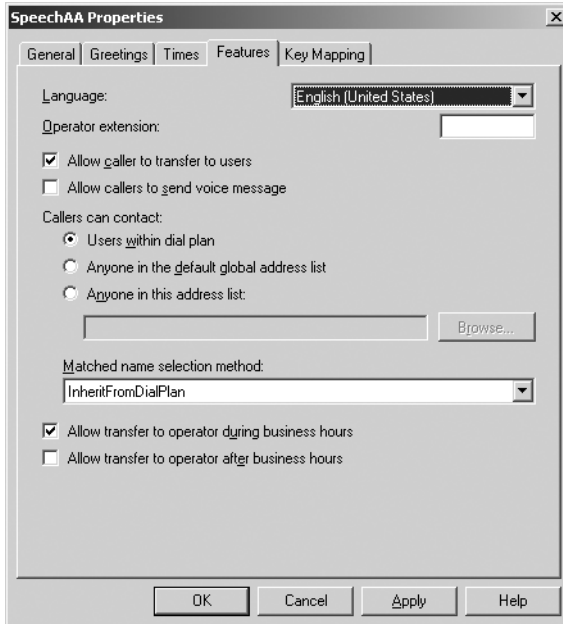 SpeechAA Properties
General Greetings Times Features Key Mapping
Language: English (United States)
Operator extension:
Allow caller to transfer to users
Allow callers to send voice message
Callers can contact:
Users within dial plan
Anyone in the default global address list
Anyone in this address list:
Browse...
Matched name selection method:
InheritFromDialPlan
Allow transfer to operator during business hours
Allow transfer to operator after business hours
OK Cancel Apply Help